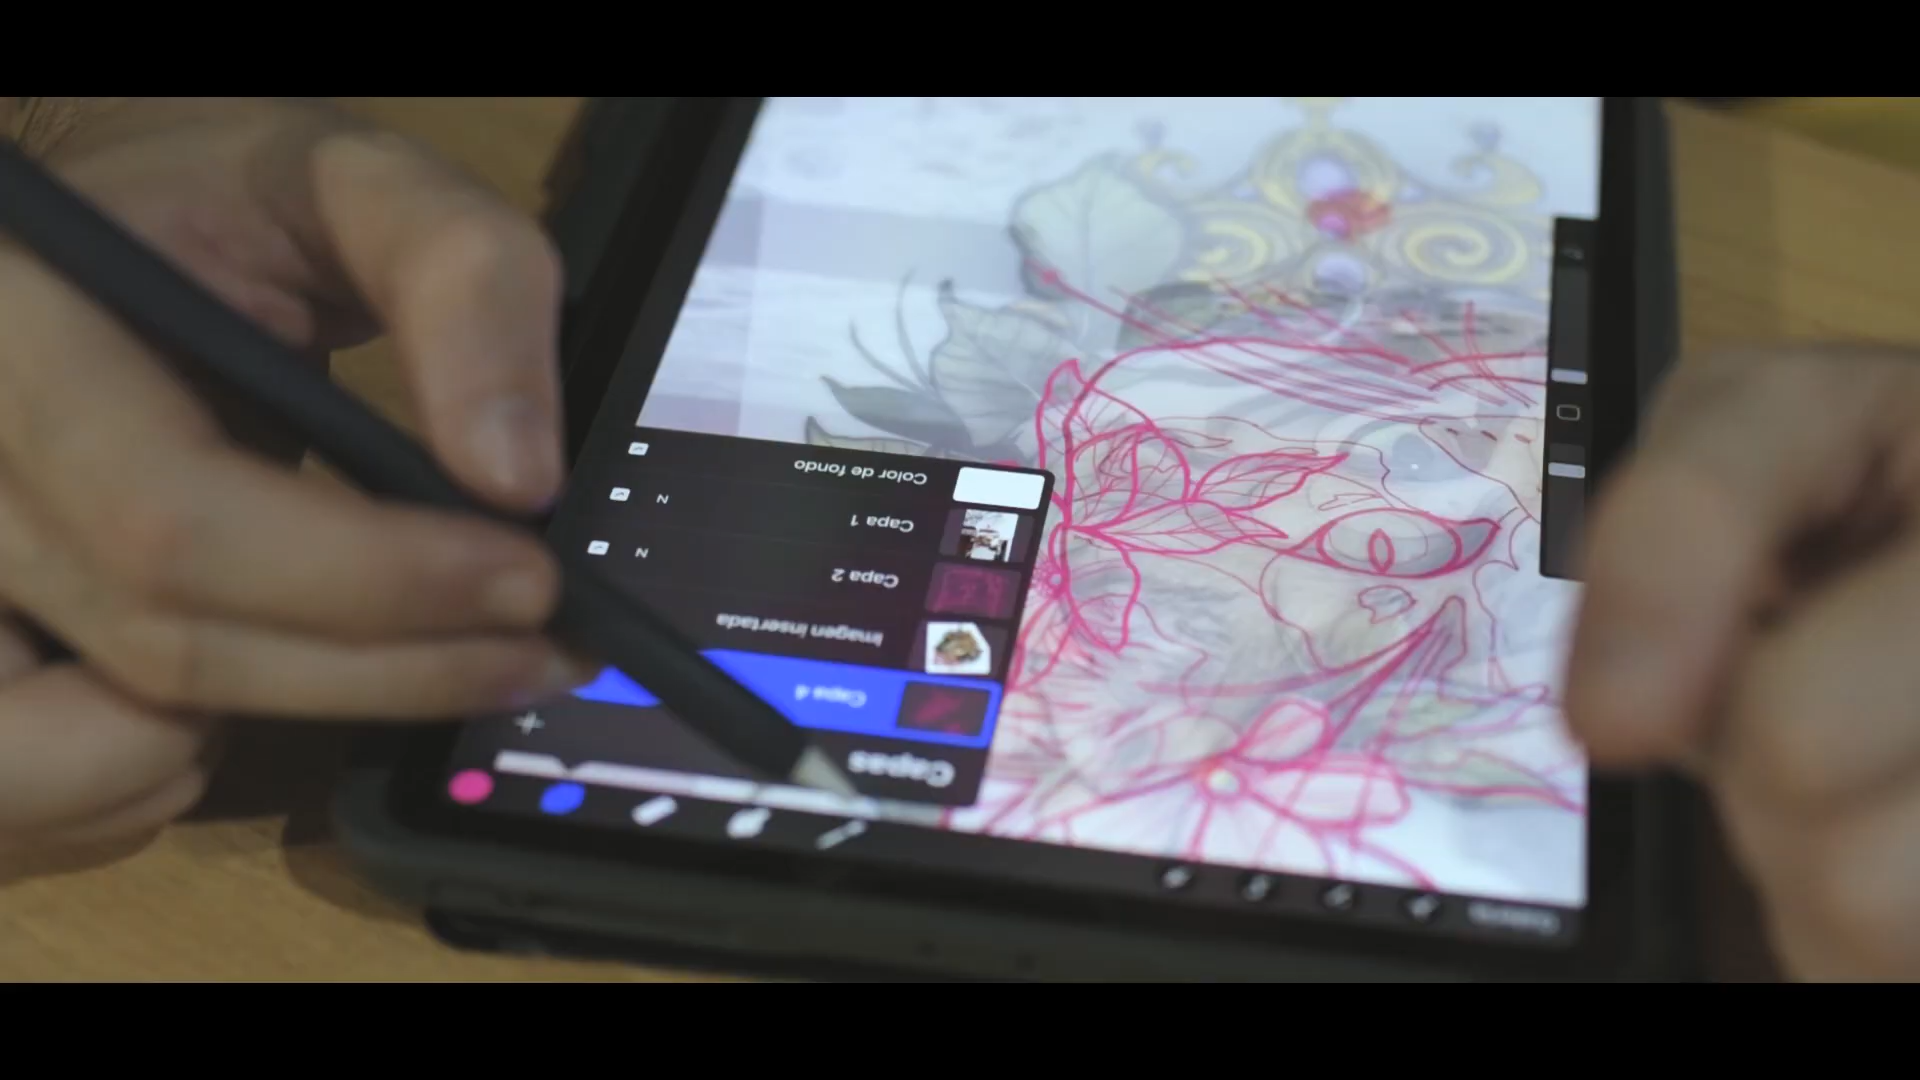 Capas
Capa 4
Imagen insertada
Capa 2
N
Capa 1
N
Color de fondo